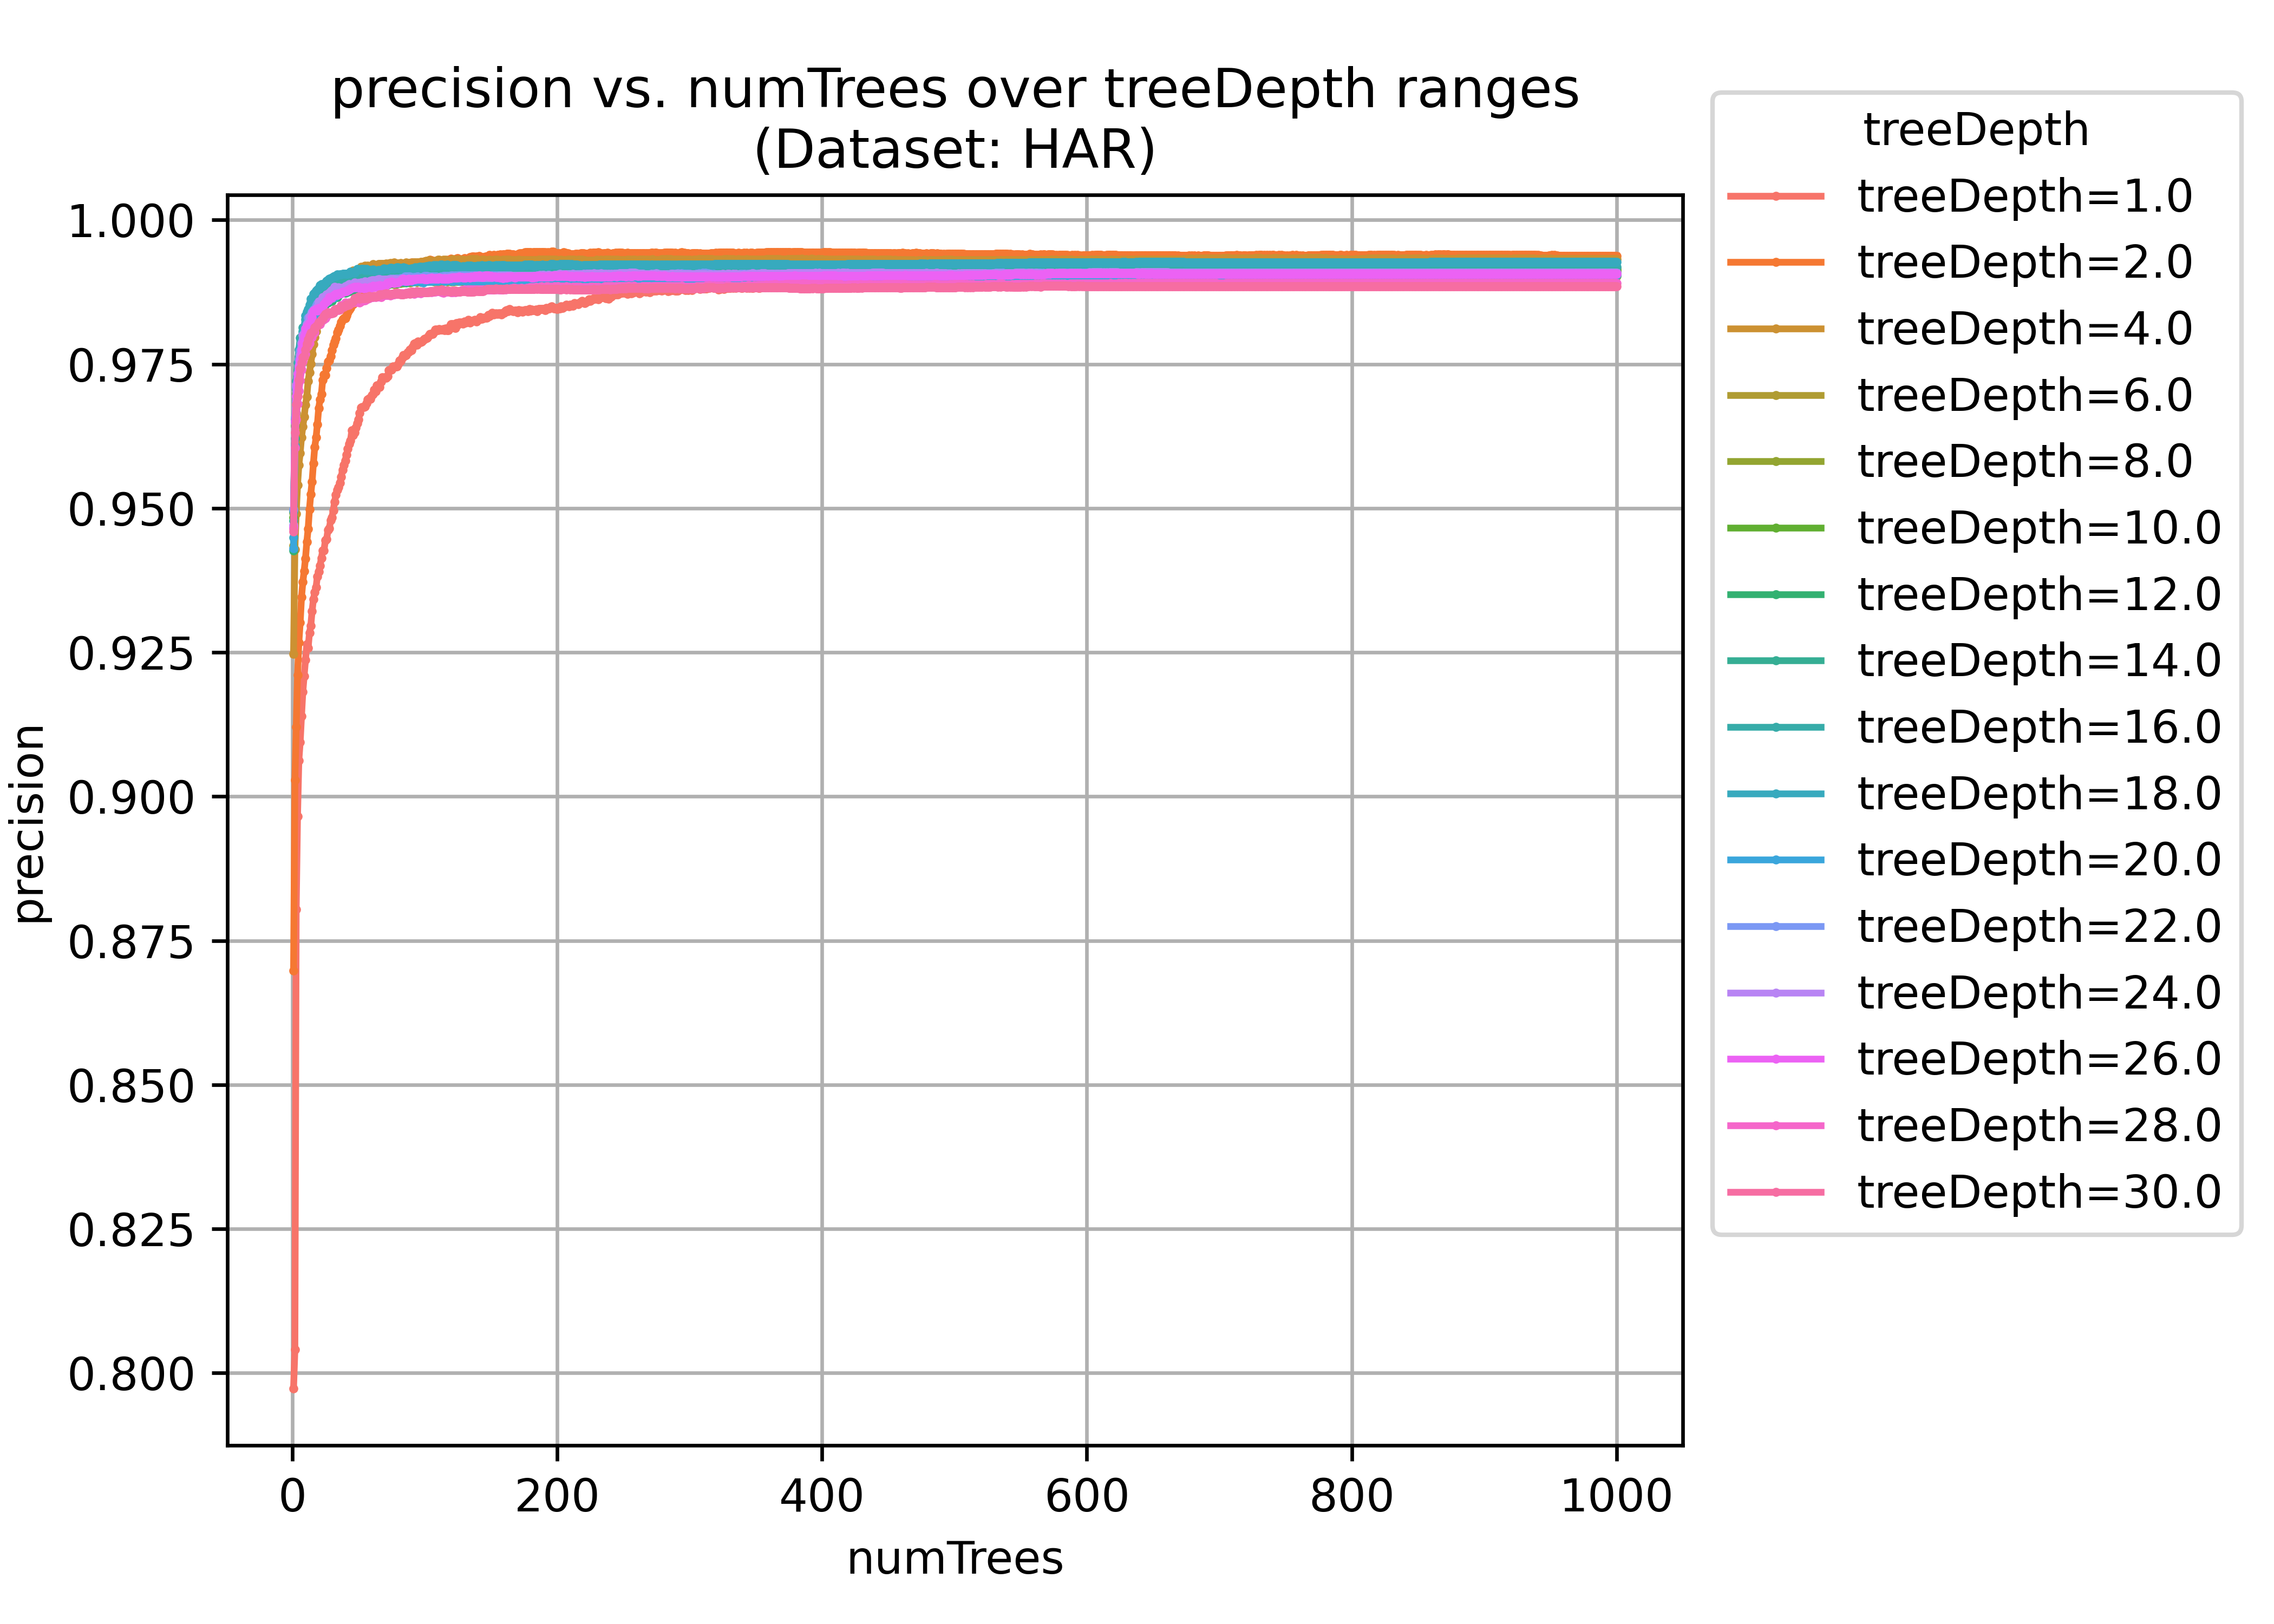 precision vs. numTrees over treeDepth ranges
(Dataset: HAR)
treeDepth
treeDepth=1.0
treeDepth=2.0
treeDepth=4.0
treeDepth=6.0
treeDepth=8.0
treeDepth=10.0
treeDepth=12.0
treeDepth=14.0
treeDepth=16.0
treeDepth=18.0
treeDepth=20.0
treeDepth=22.0
treeDepth=24.0
treeDepth=26.0
treeDepth=28.0
treeDepth=30.0
precision
1.000
0.975
0.950
0.925
0.900
0.875
0.850
0.825
0.800
0 200 400 600 800 1000
numTrees